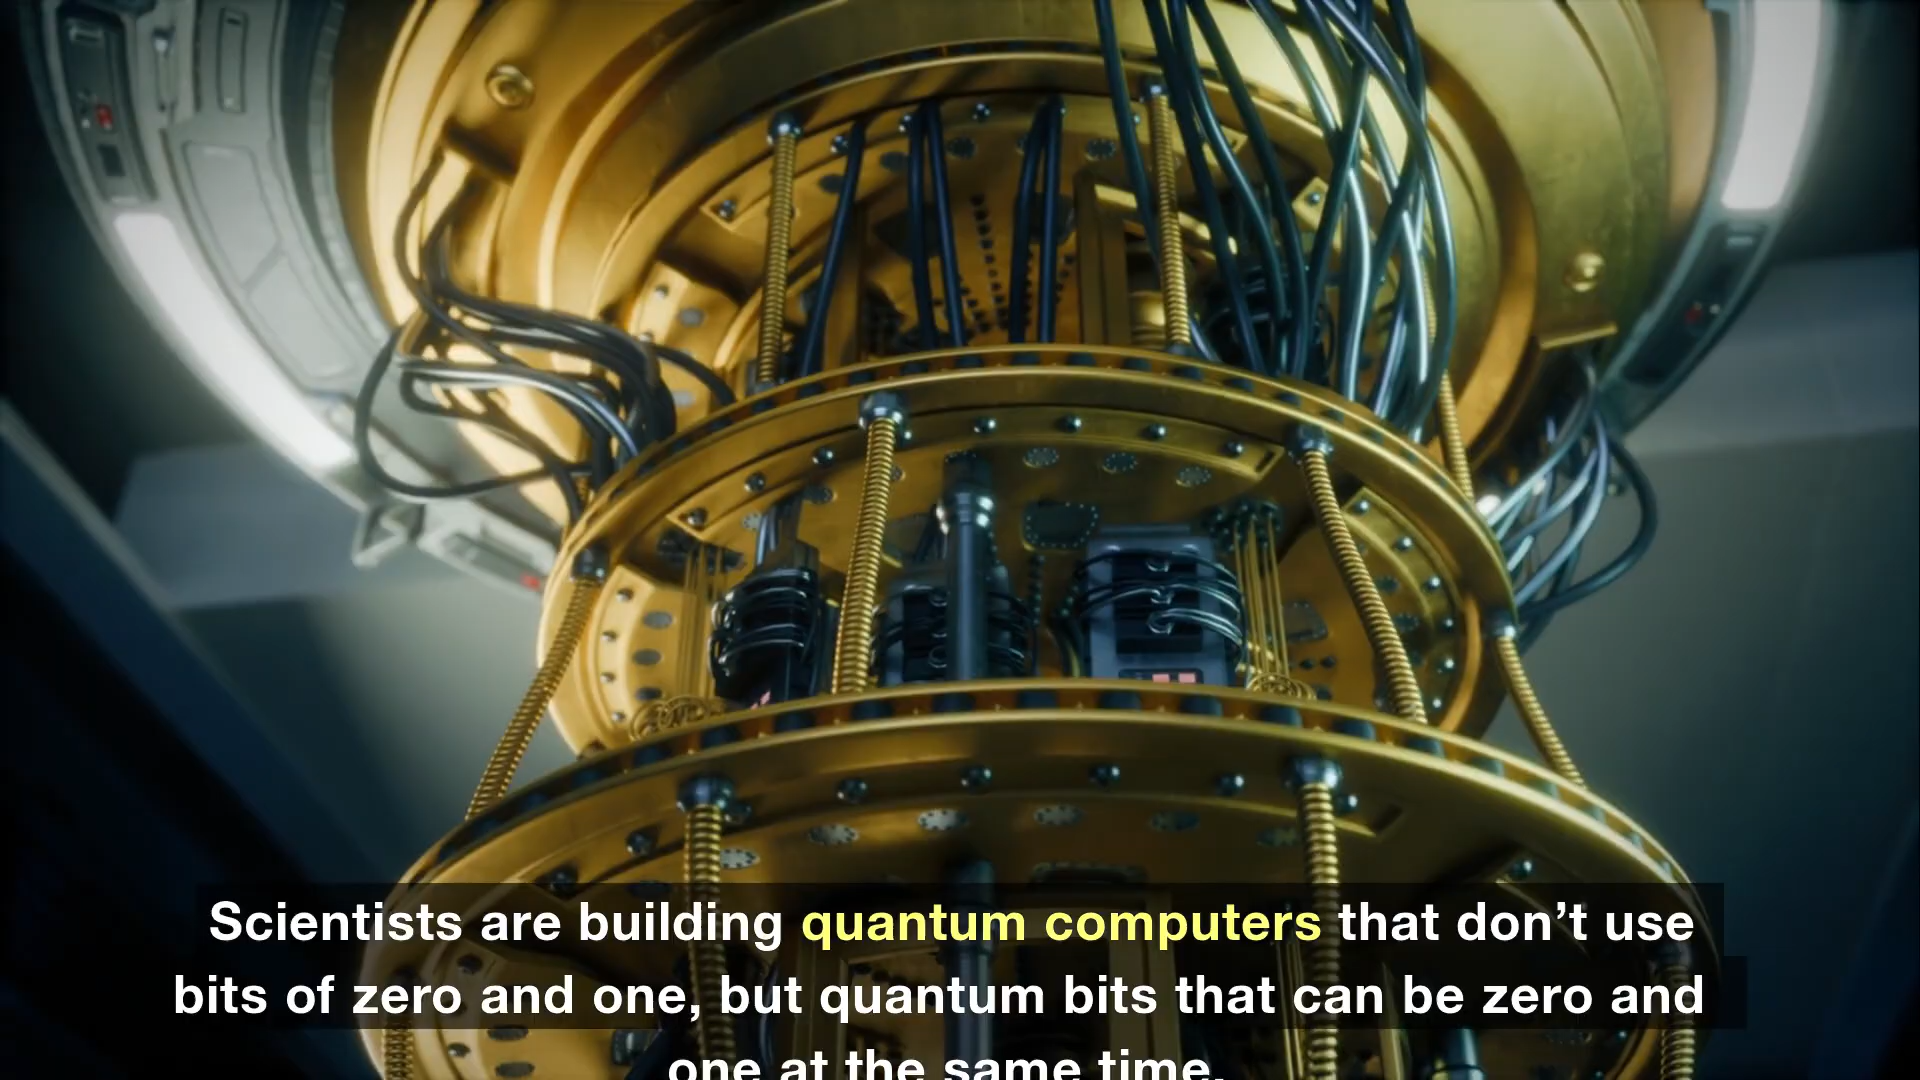 Scientists are building quantum computers that don’t use
bits of zero and one, but quantum bits that can be zero and
one at the same time.